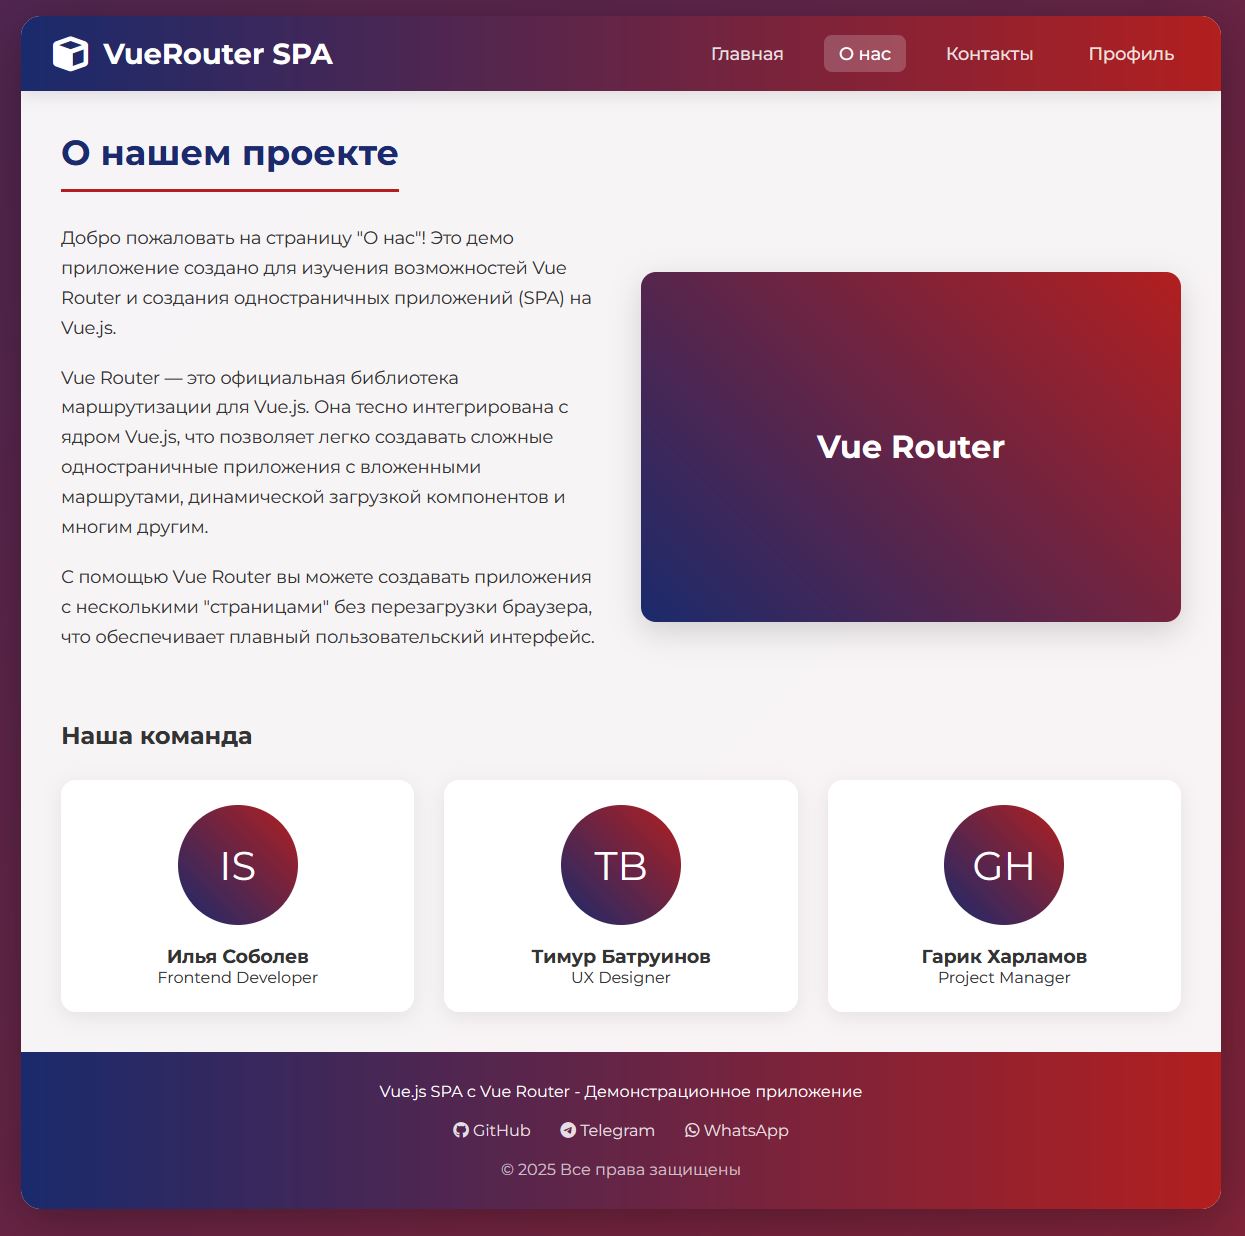 VueRouter SPA
Главная
О нас
Контакты
Профиль
О нашем проекте
Добро пожаловать на страницу "О нас"! Это демо
приложение создано для изучения возможностей Vue
Router и создания одностраничных приложений (SPA) на
Vue.js.
Vue Router — это официальная библиотека
маршрутизации для Vue.js. Она тесно интегрирована с
ядром Vue.js, что позволяет легко создавать сложные
одностраничные приложения с вложенными
маршрутами, динамической загрузкой компонентов и
многим другим.
С помощью Vue Router вы можете создавать приложения
с несколькими "страницами" без перезагрузки браузера,
что обеспечивает плавный пользовательский интерфейс.
Vue Router
Наша команда
IS
Илья Соболев
Frontend Developer
TB
Тимур Батруинов
UX Designer
GH
Гарик Харламов
Project Manager
Vue.js SPA с Vue Router - Демонстрационное приложение
GitHub
Telegram
WhatsApp
© 2025 Все права защищены